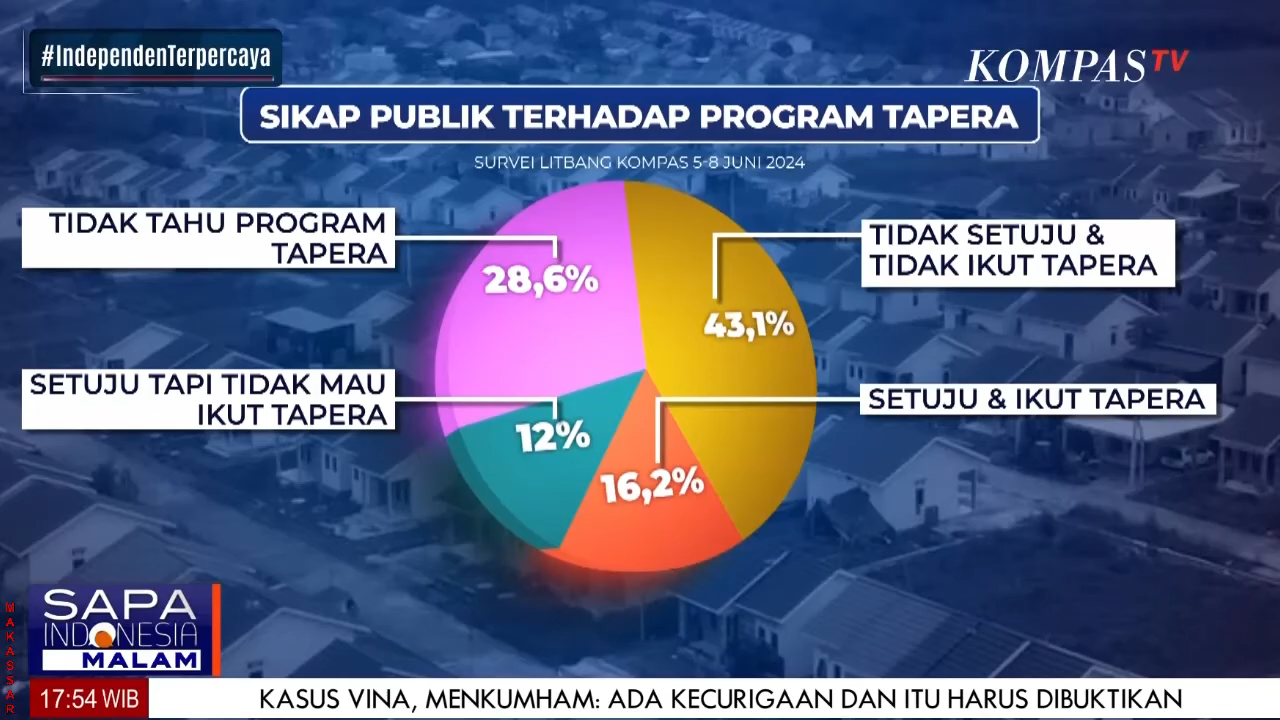 #IndependenTerpercaya
KOMPAS TV
SIKAP PUBLIK TERHADAP PROGRAM TAPERA
SURVEI LITBANG KOMPAS 5-8 JUNI 2024
TIDAK TAHU PROGRAM
TAPERA
28,6%
TIDAK SETUJU &
TIDAK IKUT TAPERA
43,1%
SETUJU TAPI TIDAK MAU
IKUT TAPERA
12%
SETUJU & IKUT TAPERA
16,2%
MAKASSAR
SAPA
INDONESIA
MALAM
17:54 WIB
KASUS VINA, MENKUMHAM: ADA KECURIGAAN DAN ITU HARUS DIBUKTIKAN